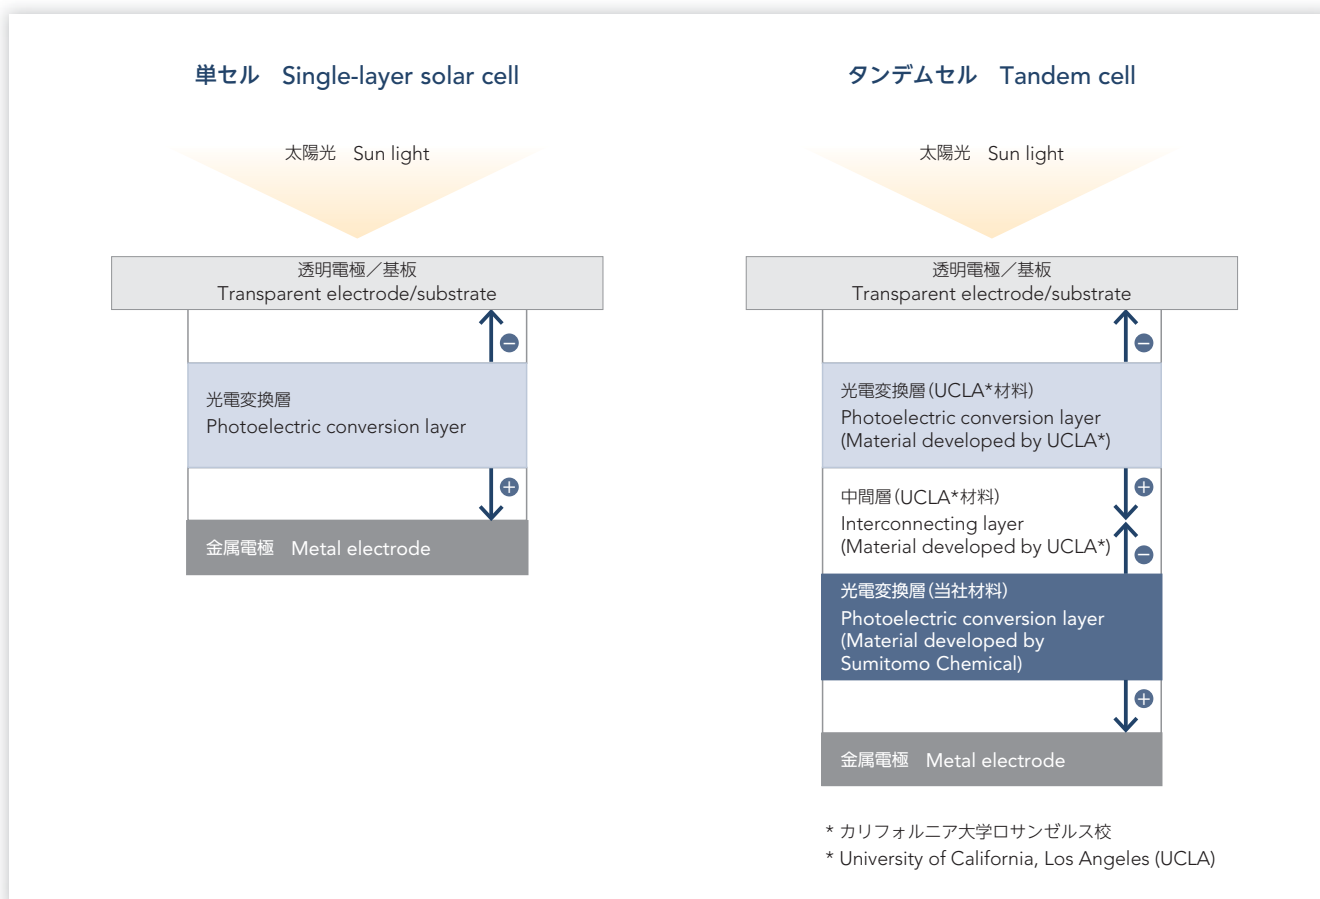 単セル Single-layer solar cell
太陽光 Sun light
透明電極／基板
Transparent electrode/substrate
−
光電変換層
Photoelectric conversion layer
+
金属電極 Metal electrode
タンデムセル Tandem cell
太陽光 Sun light
透明電極／基板
Transparent electrode/substrate
−
光電変換層(UCLA*材料)
Photoelectric conversion layer
(Material developed by UCLA*)
+
中間層(UCLA*材料)
Interconnecting layer
(Material developed by UCLA*)
−
光電変換層(当社材料)
Photoelectric conversion layer
(Material developed by
Sumitomo Chemical)
+
金属電極 Metal electrode
* カリフォルニア大学ロサンゼルス校
* University of California, Los Angeles (UCLA)